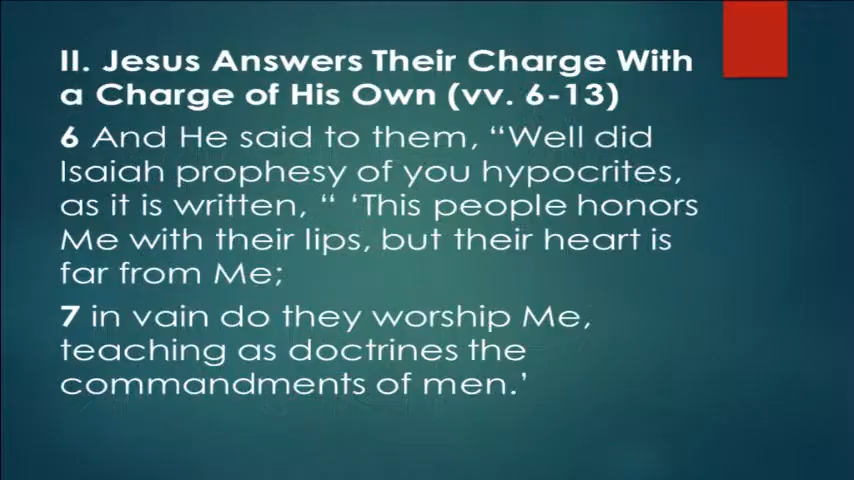 II. Jesus Answers Their Charge With
a Charge of His Own (vv. 6-13)
6 And He said to them, “Well did
Isaiah prophesy of you hypocrites,
as it is written, “ ‘This people honors
Me with their lips, but their heart is
far from Me;
7 in vain do they worship Me,
teaching as doctrines the
commandments of men.’